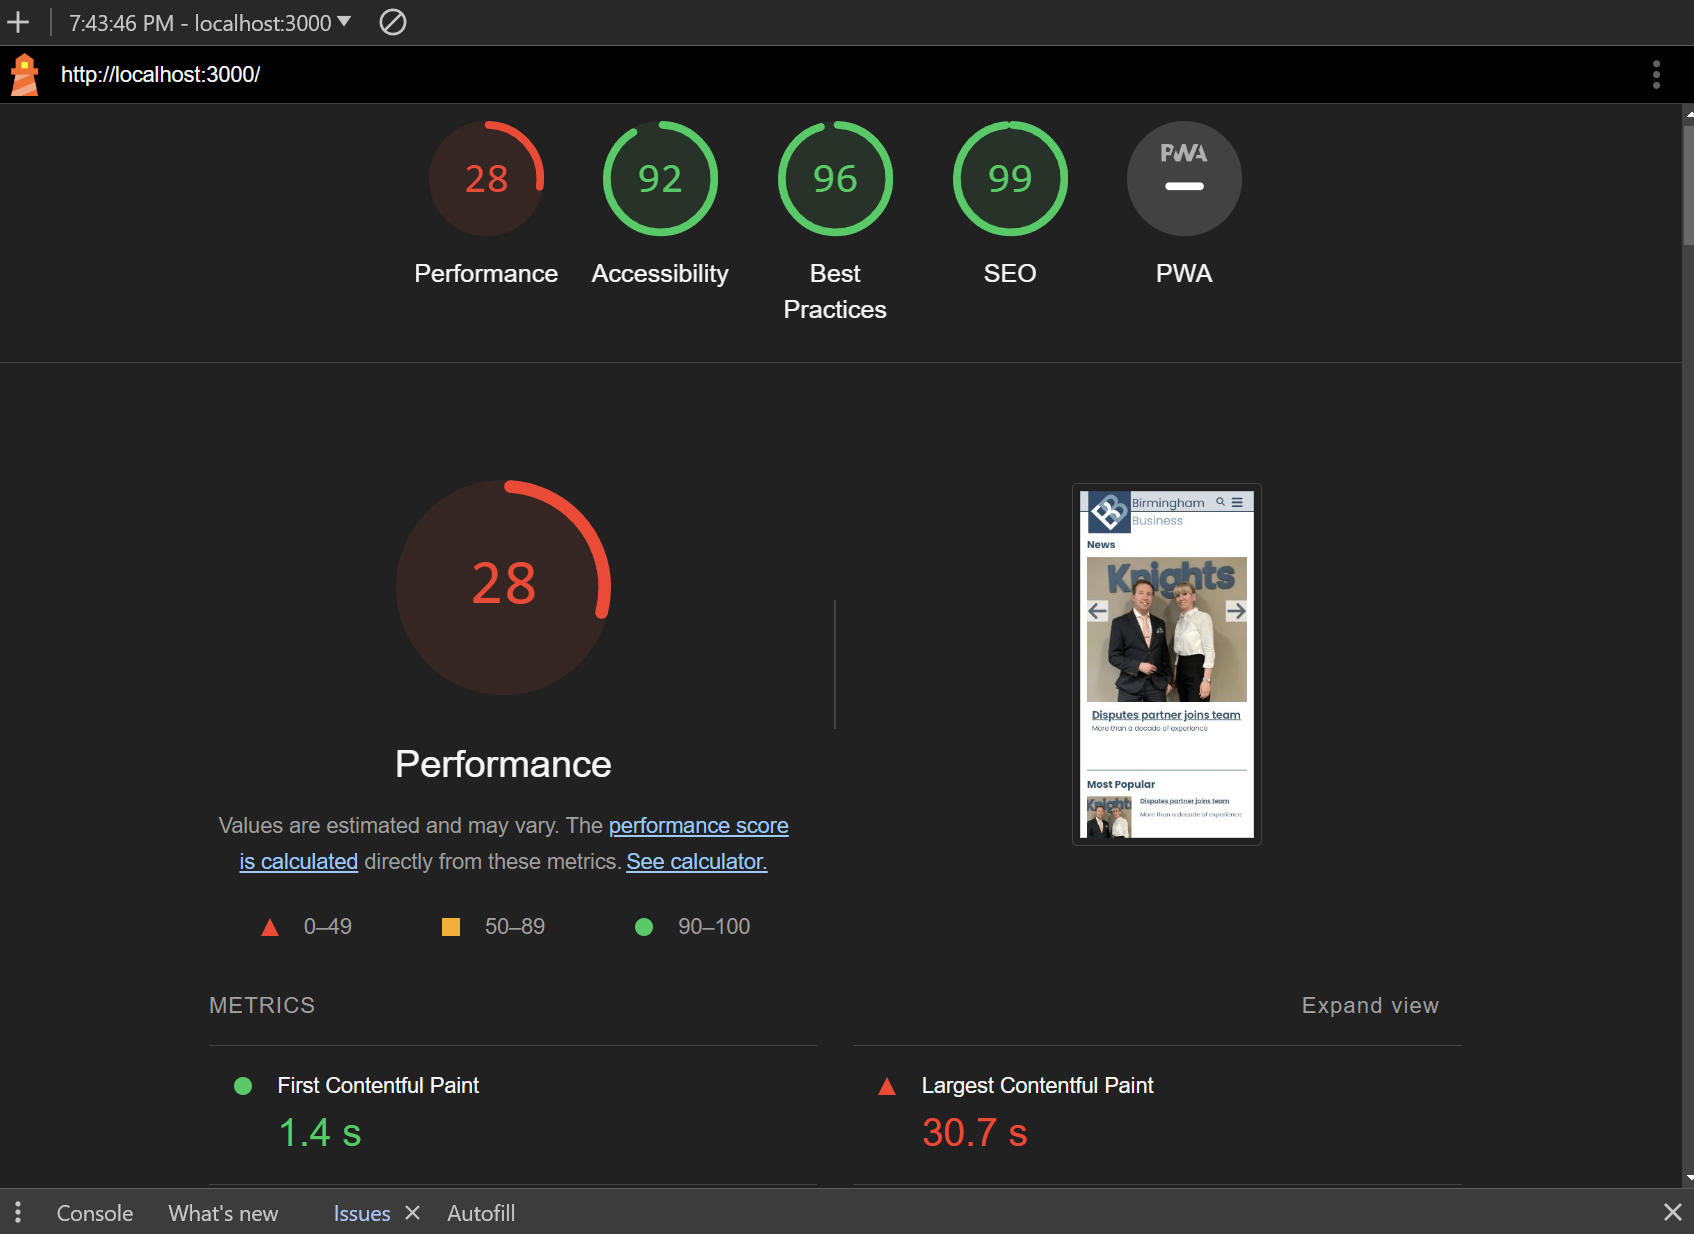 7:43:46 PM - localhost:3000
http://localhost:3000/
28
92
96
99
PWA
Performance
Accessibility
Best
Practices
SEO
PWA
28
Performance
Values are estimated and may vary. The performance score
is calculated directly from these metrics. See calculator.
0–49
50–89
90–100
BB
Birmingham
Business
News
Knights
Disputes partner joins team
More than a decade of experience
Most Popular
Knights
Disputes partner joins team
More than a decade of experience
METRICS
Expand view
First Contentful Paint
1.4 s
Largest Contentful Paint
30.7 s
Console
What's new
Issues
Autofill